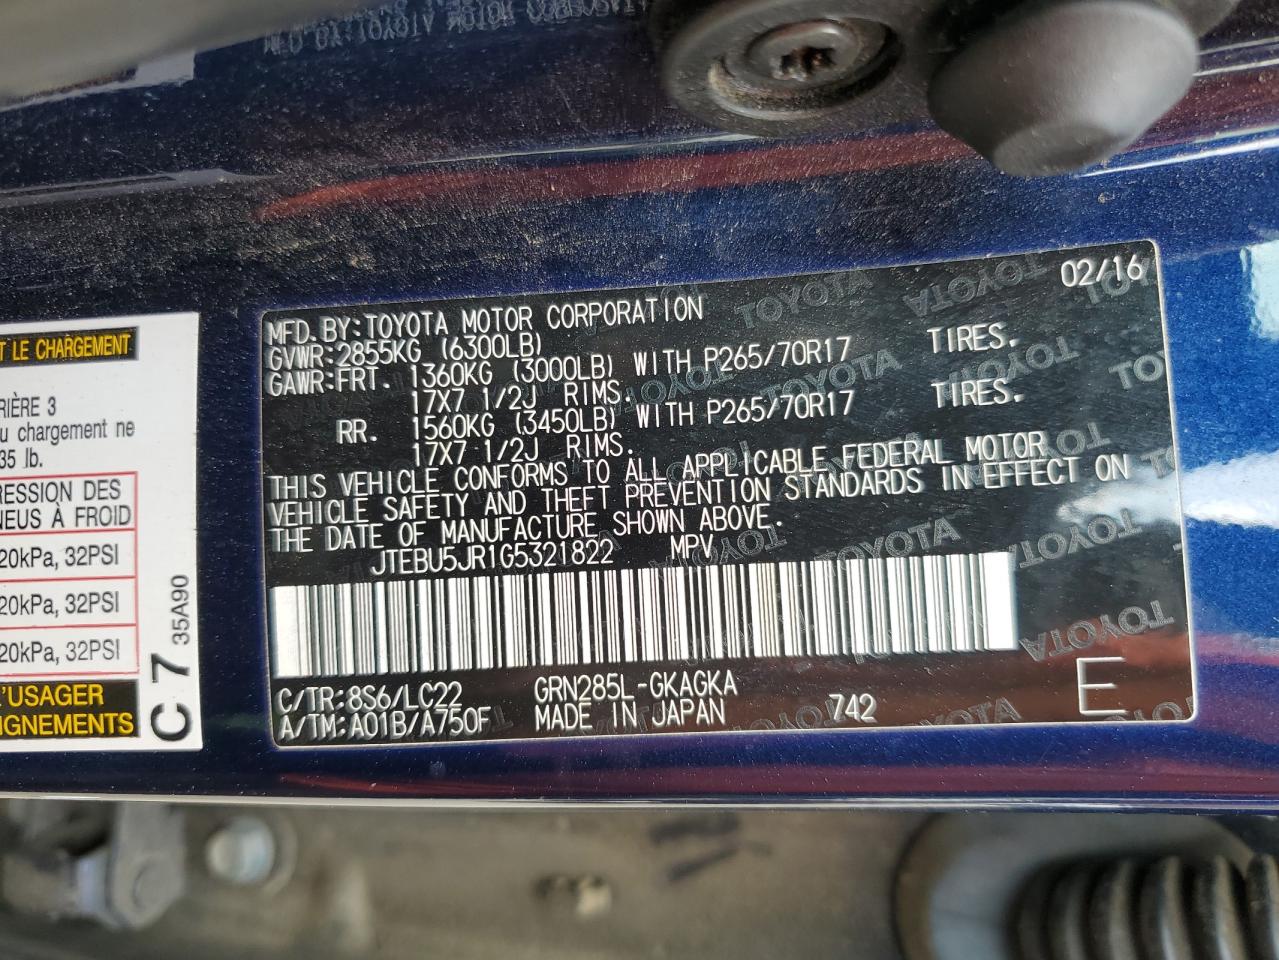 ET LE CHARGEMENT
RIÈRE 3
u chargement ne
35 lb.
RESSION DES
NEUS À FROID
20kPa, 32PSI
20kPa, 32PSI
20kPa, 32PSI
L'USAGER
IGNEMENTS
C 7 35A90
02/16
MFD.BY:TOYOTA MOTOR CORPORATION
GVWR:2855KG (6300LB)
GAWR:FRT. 1360KG (3000LB) WITH P265/70R17 TIRES.
17X7 1/2J RIMS.
RR. 1560KG (3450LB) WITH P265/70R17 TIRES.
17X7 1/2J RIMS.
THIS VEHICLE CONFORMS TO ALL APPLICABLE FEDERAL MOTOR
VEHICLE SAFETY AND THEFT PREVENTION STANDARDS IN EFFECT ON
THE DATE OF MANUFACTURE SHOWN ABOVE.
JTEBU5JR1G5321822 MPV
C/TR:8S6/LC22 GRN285L-GKAGKA
A/TM:A01B/A750F MADE IN JAPAN 742
E
TOYOTA